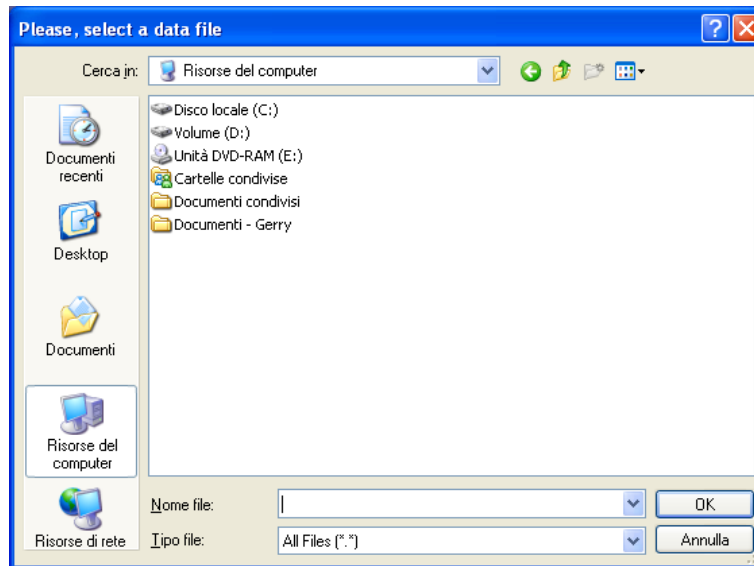 Please, select a data file
Cerca in:
Risorse del computer
Documenti
recenti
Desktop
Documenti
Risorse del
computer
Risorse di rete
Disco locale (C:)
Volume (D:)
Unità DVD-RAM (E:)
Cartelle condivise
Documenti condivisi
Documenti - Gerry
Nome file:
OK
Tipo file:
All Files (*.*)
Annulla